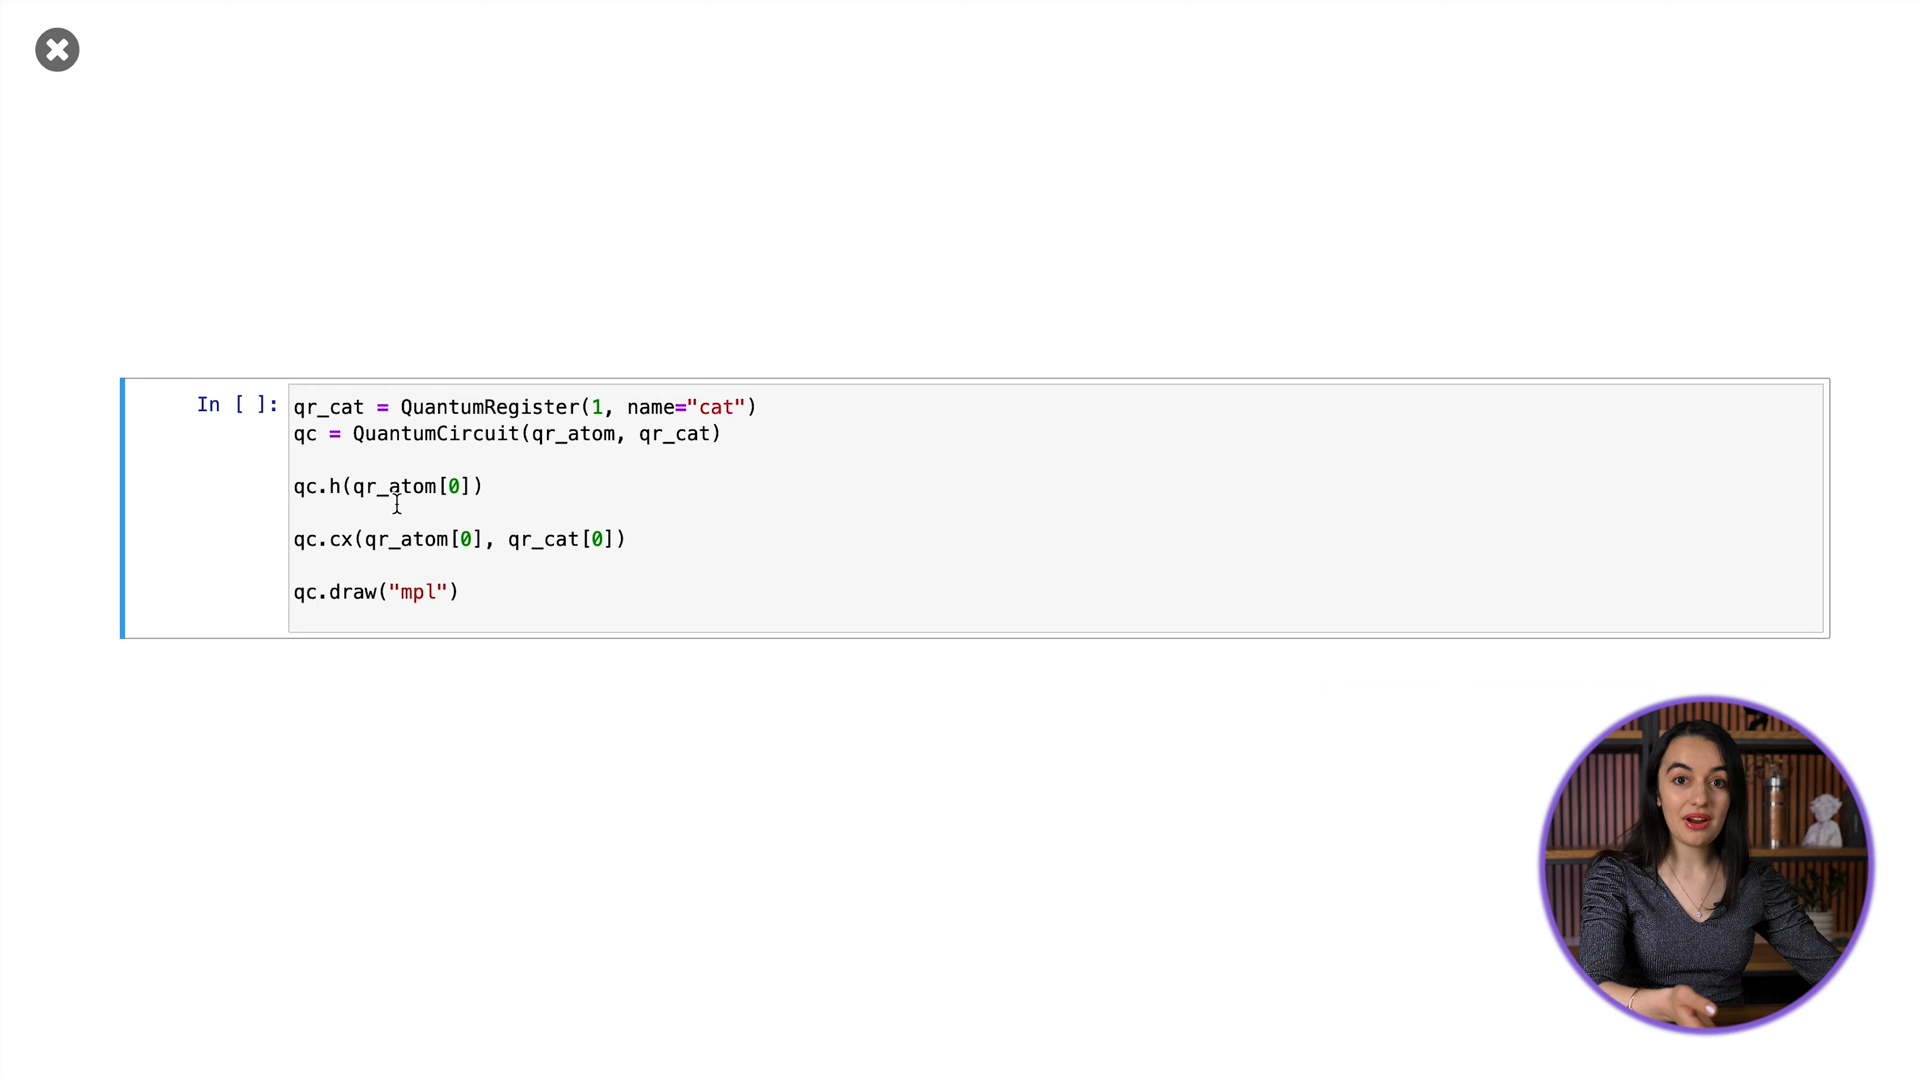 In [ ]:
qr_cat = QuantumRegister(1, name="cat")
qc = QuantumCircuit(qr_atom, qr_cat)
qc.h(qr_atom[0])
qc.cx(qr_atom[0], qr_cat[0])
qc.draw("mpl")